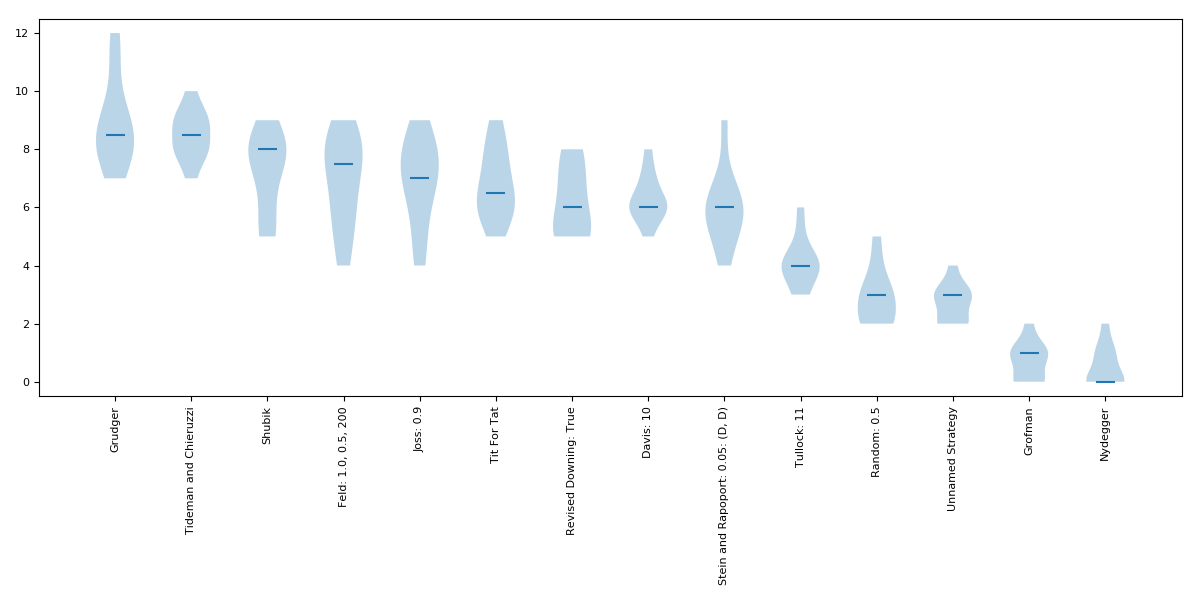 12
10
8
6
4
2
0
Grudger
Tideman and Chieruzzi
Shubik
Feld: 1.0, 0.5, 200
Joss: 0.9
Tit For Tat
Revised Downing: True
Davis: 10
Stein and Rapoport: 0.05: (D, D)
Tullock: 11
Random: 0.5
Unnamed Strategy
Grofman
Nydegger